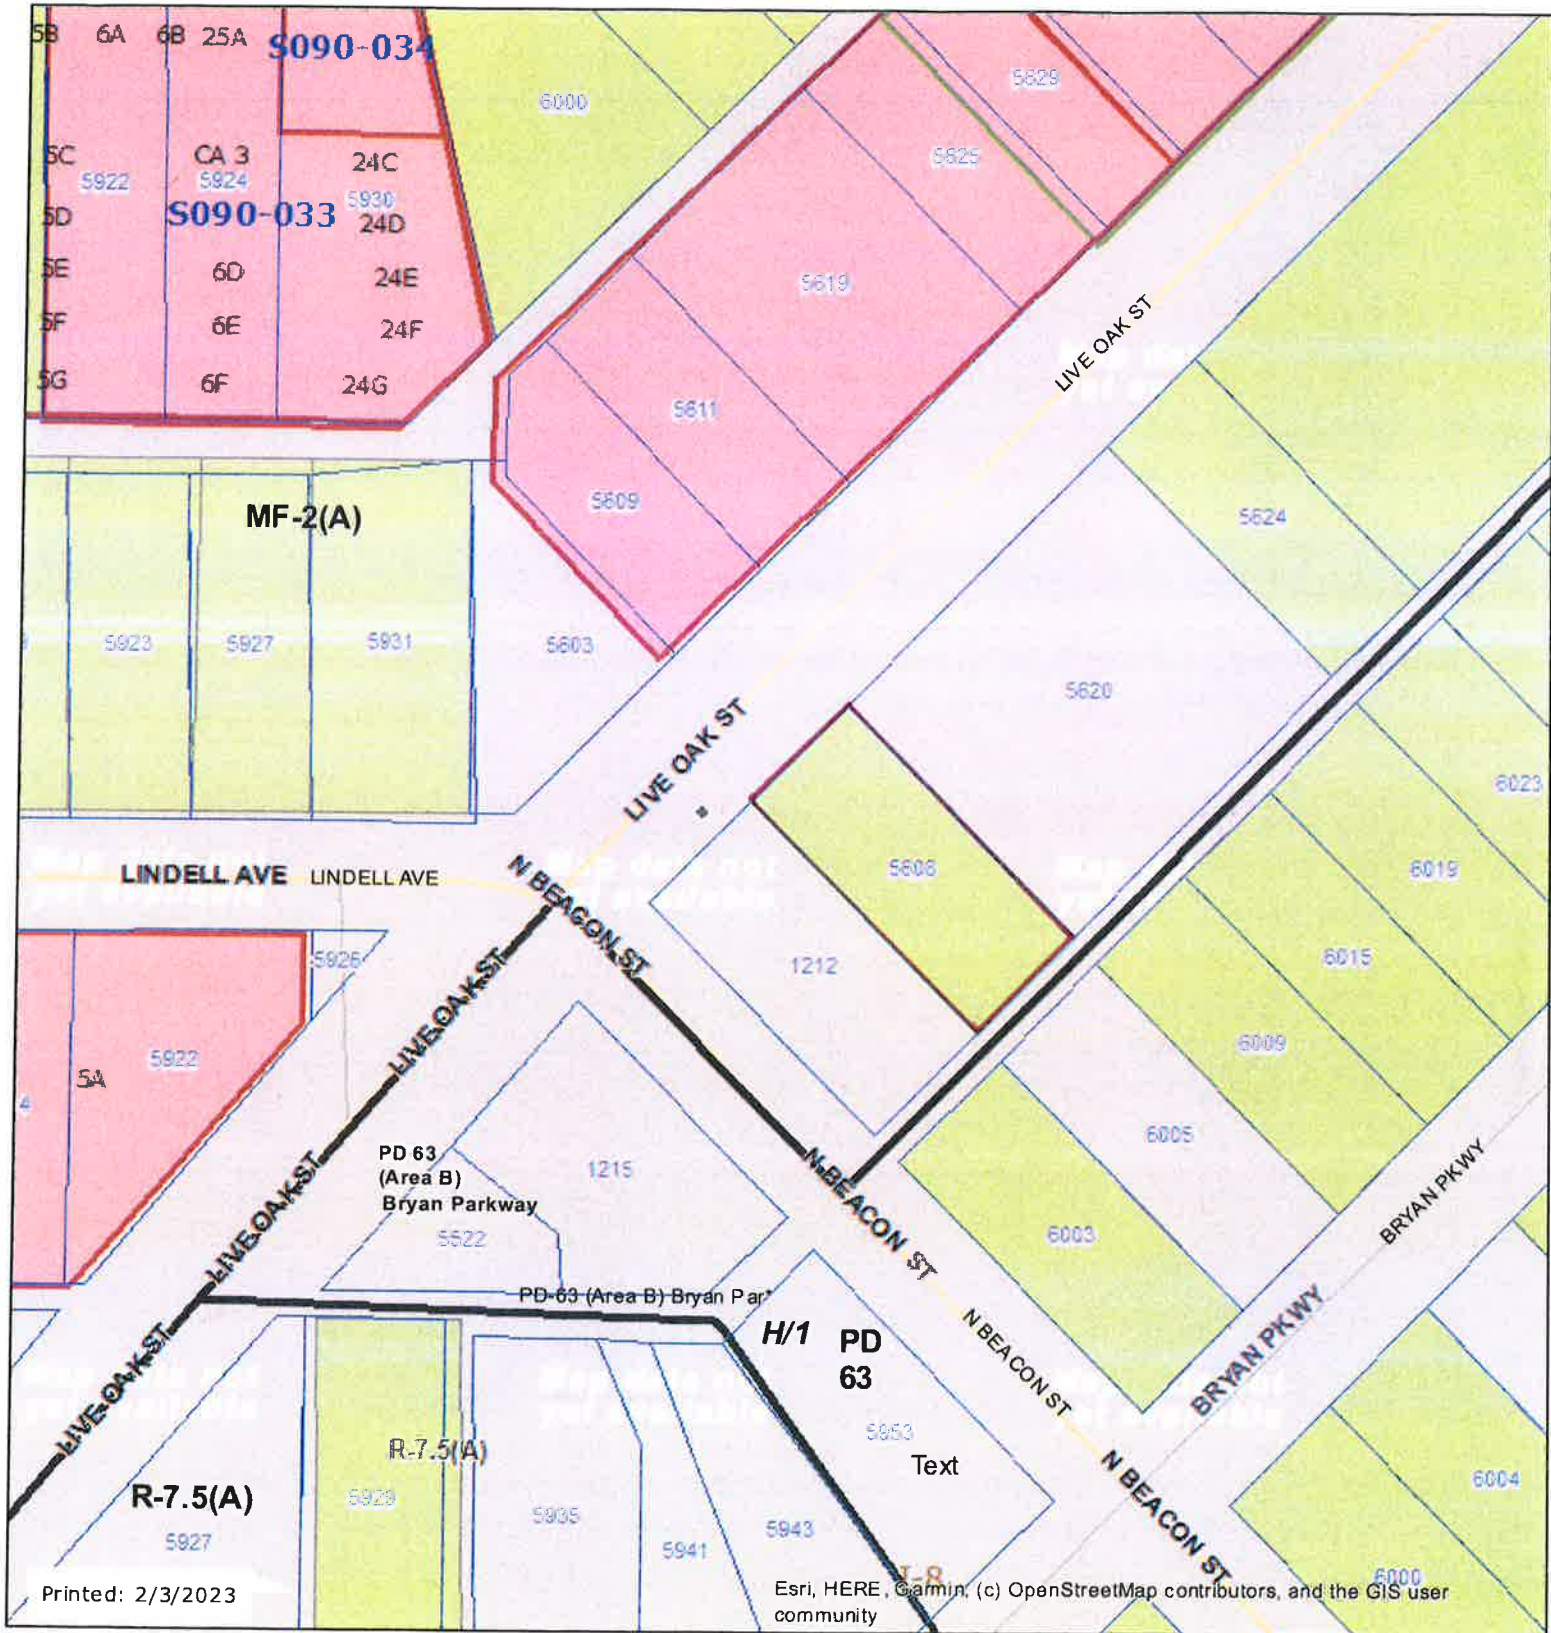 5B 6A 6B 25A S090-034
6000
5629
5C CA 3 24C
5922 5924 5930
5625
5D S090-033 24D
5E 6D 24E
5619
5F 6E 24F
LIVE OAK ST
5G 6F 24G
5611
5609
MF-2(A)
5624
5923 5927 5931 5603
5620
LIVE OAK ST
6023
LINDELL AVE LINDELL AVE
N BEACON ST
5608
6019
5926
LIVE OAK ST
1212
6015
5922
5A
6009
4
PD 63
(Area B)
Bryan Parkway
1215
5522
LIVE OAK ST
N BEACON ST
6005
6003
BRYAN PKWY
PD-63 (Area B) Bryan Par*
H/1 PD
63
N BEACON ST
BRYAN PKWY
LIVE OAK ST
R-7.5(A)
5953
Text
N BEACON ST
6004
R-7.5(A)
5929
5935
5943
5927
5941
6000
Printed: 2/3/2023
Esri, HERE, Garmin, (c) OpenStreetMap contributors, and the GIS user
community